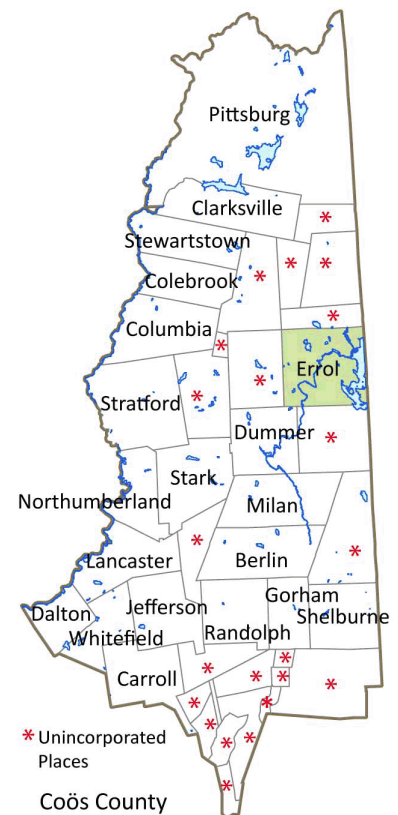 Pittsburg
Clarksville
Stewartstown
Colebrook
Columbia
Errol
Stratford
Dummer
Stark
Northumberland
Milan
Lancaster
Berlin
Gorham
Dalton
Jefferson
Shelburne
Whitefield
Randolph
Carroll
* Unincorporated
Places
Coös County